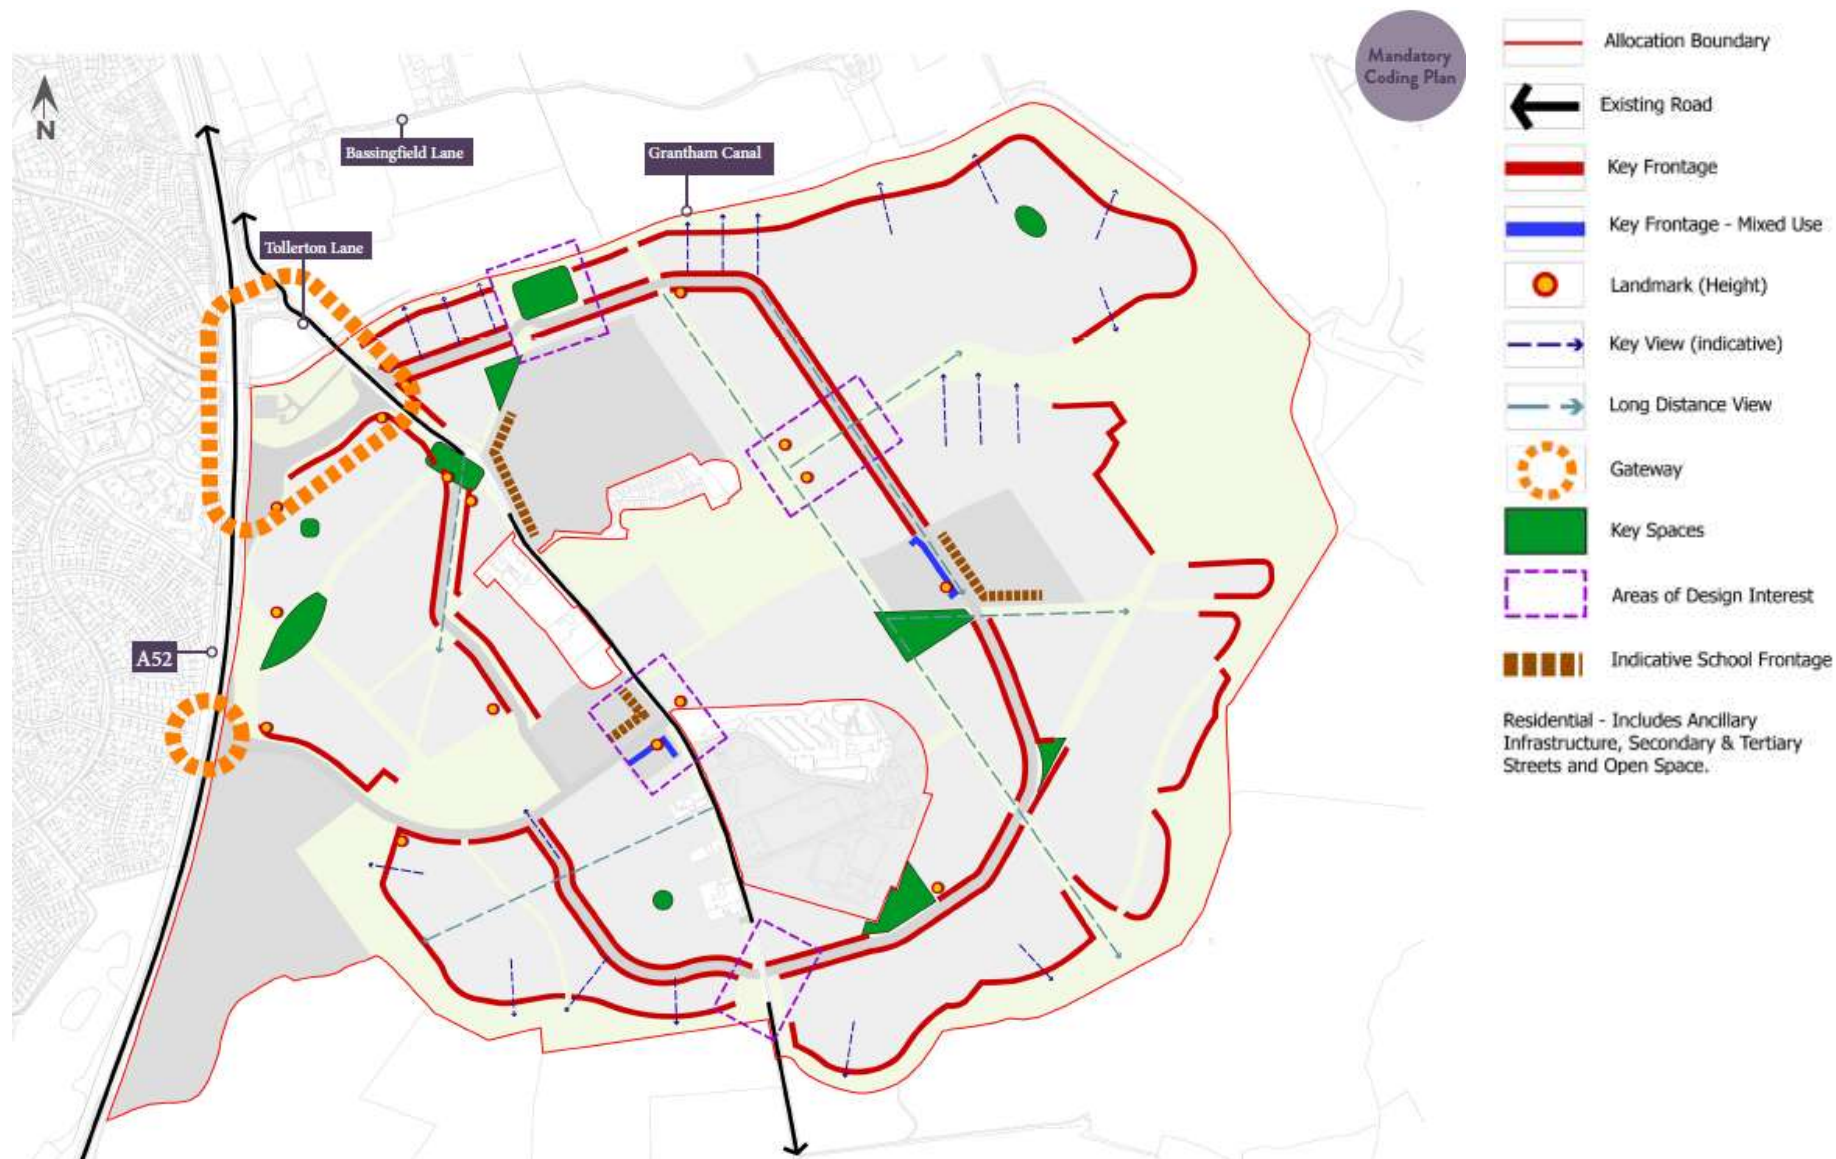 Mandatory
Coding Plan
N
Bassingfield Lane
Grantham Canal
Tollerton Lane
A52
Allocation Boundary
Existing Road
Key Frontage
Key Frontage - Mixed Use
Landmark (Height)
Key View (indicative)
Long Distance View
Gateway
Key Spaces
Areas of Design Interest
Indicative School Frontage
Residential - Includes Ancillary
Infrastructure, Secondary & Tertiary
Streets and Open Space.